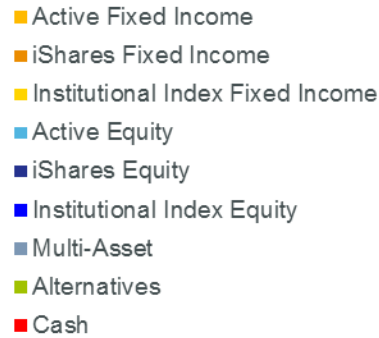 Active Fixed Income
iShares Fixed Income
Institutional Index Fixed Income
Active Equity
iShares Equity
Institutional Index Equity
Multi-Asset
Alternatives
Cash